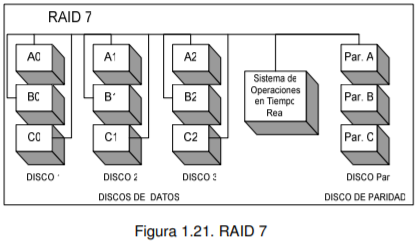 RAID 7
A0 A1 A2 Par. A
B0 B1 B2 Par. B
C0 C1 C2 Par. C
Sistema de
Operaciones
en Tiempo
Rea
DISCO 1 DISCO 2 DISCO 3 DISCO Par
DISCOS DE DATOS DISCO DE PARIDAD
Figura 1.21. RAID 7